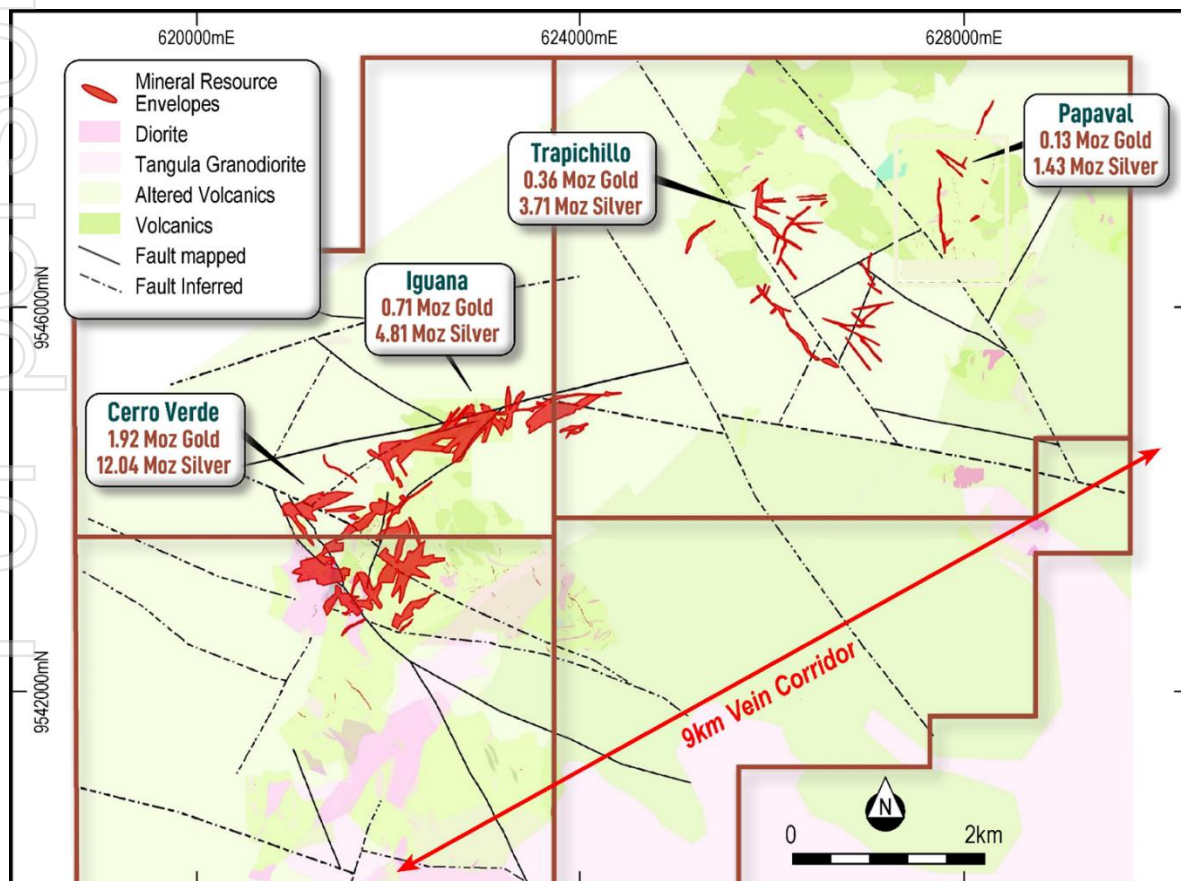 620000mE
624000mE
628000mE
Mineral Resource
Envelopes
Diorite
Tangula Granodiorite
Altered Volcanics
Volcanics
Fault mapped
Fault Inferred
Papaval
0.13 Moz Gold
1.43 Moz Silver
Trapichillo
0.36 Moz Gold
3.71 Moz Silver
Iguana
0.71 Moz Gold
4.81 Moz Silver
Cerro Verde
1.92 Moz Gold
12.04 Moz Silver
9546000mN
9542000mN
9km Vein Corridor
N
0
2km